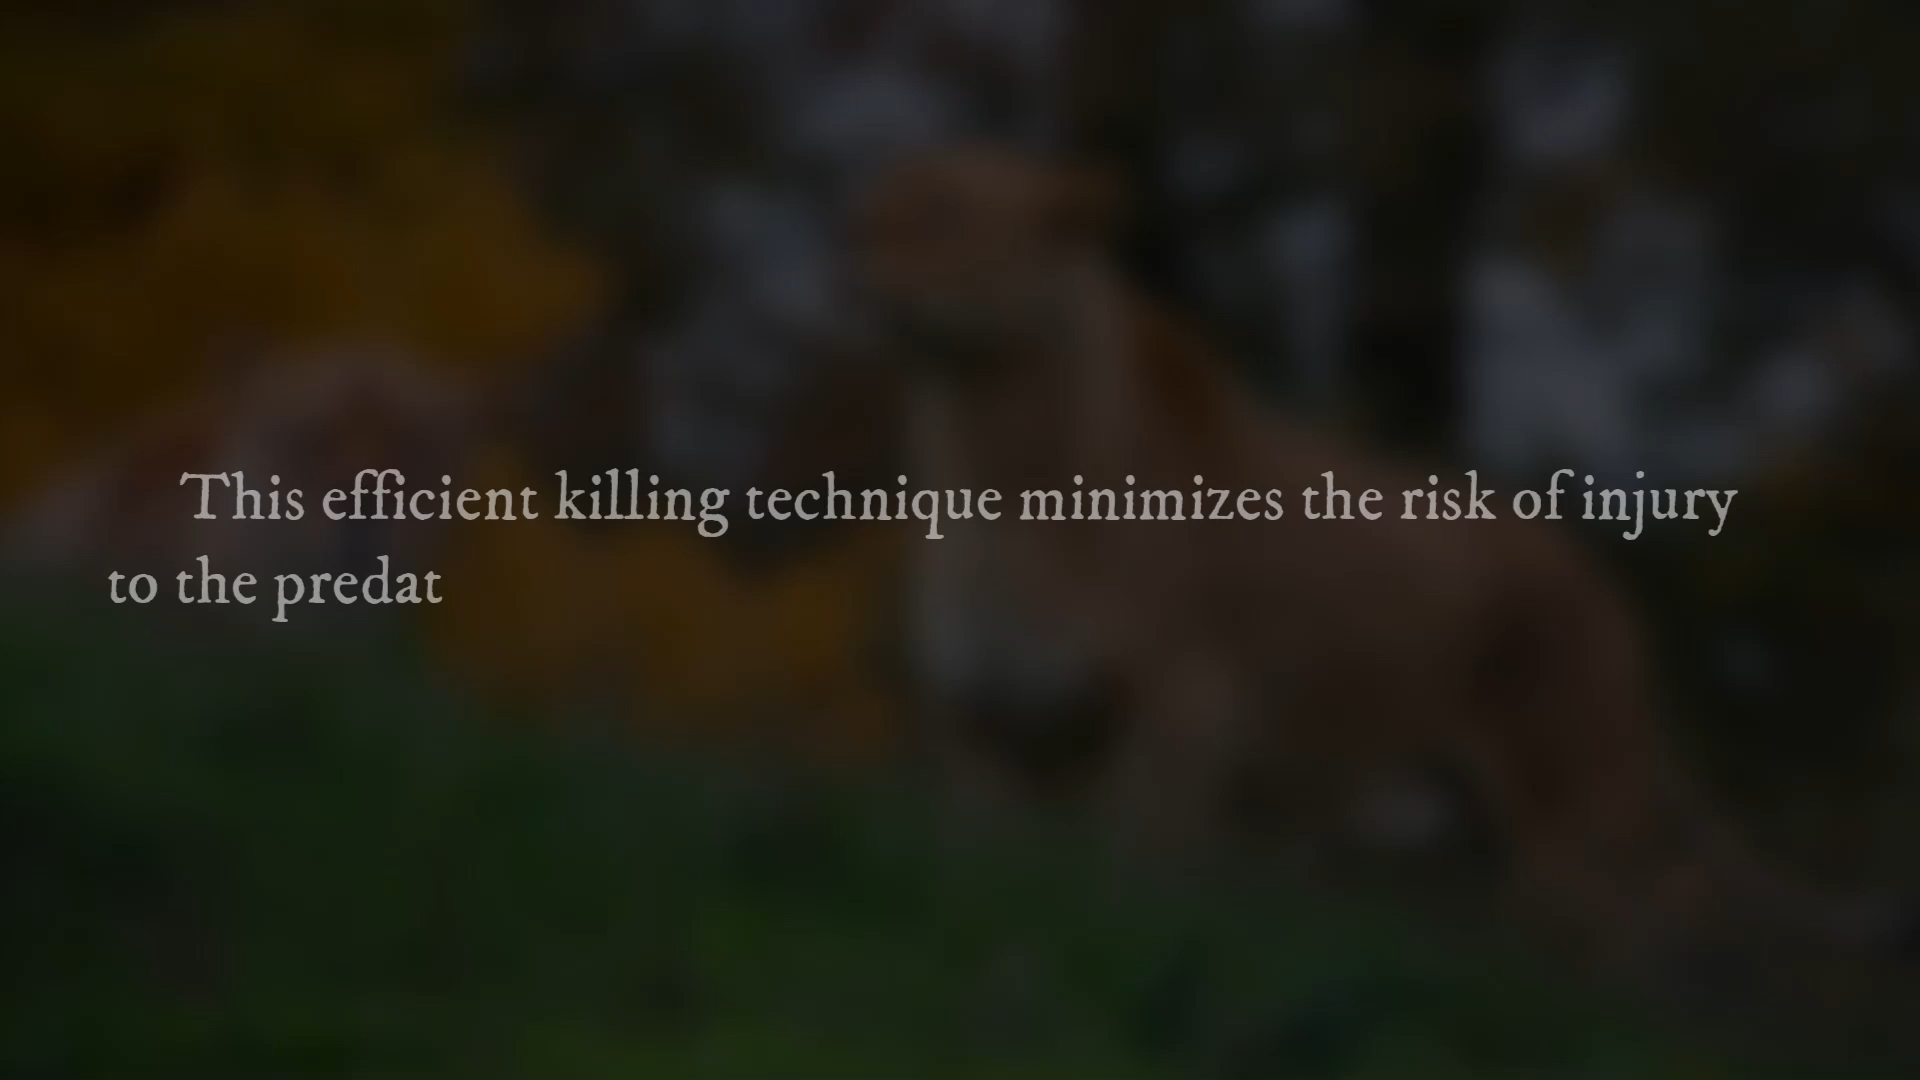 This efficient killing technique minimizes the risk of injury
to the predat